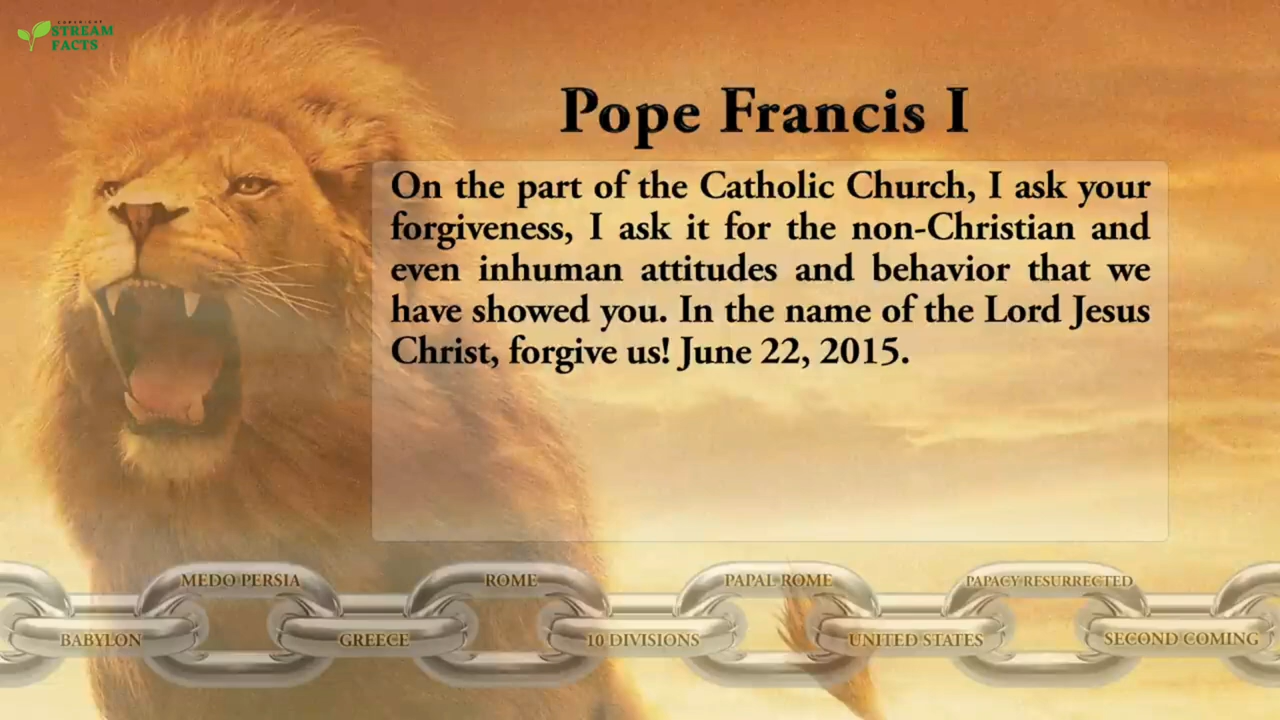 COPYRIGHT
STREAM
FACTS
Pope Francis I
On the part of the Catholic Church, I ask your
forgiveness, I ask it for the non-Christian and
even inhuman attitudes and behavior that we
have showed you. In the name of the Lord Jesus
Christ, forgive us! June 22, 2015.
MEDO PERSIA
ROME
PAPAL ROME
PAPACY RESURRECTED
BABYLON
GREECE
10 DIVISIONS
UNITED STATES
SECOND COMING